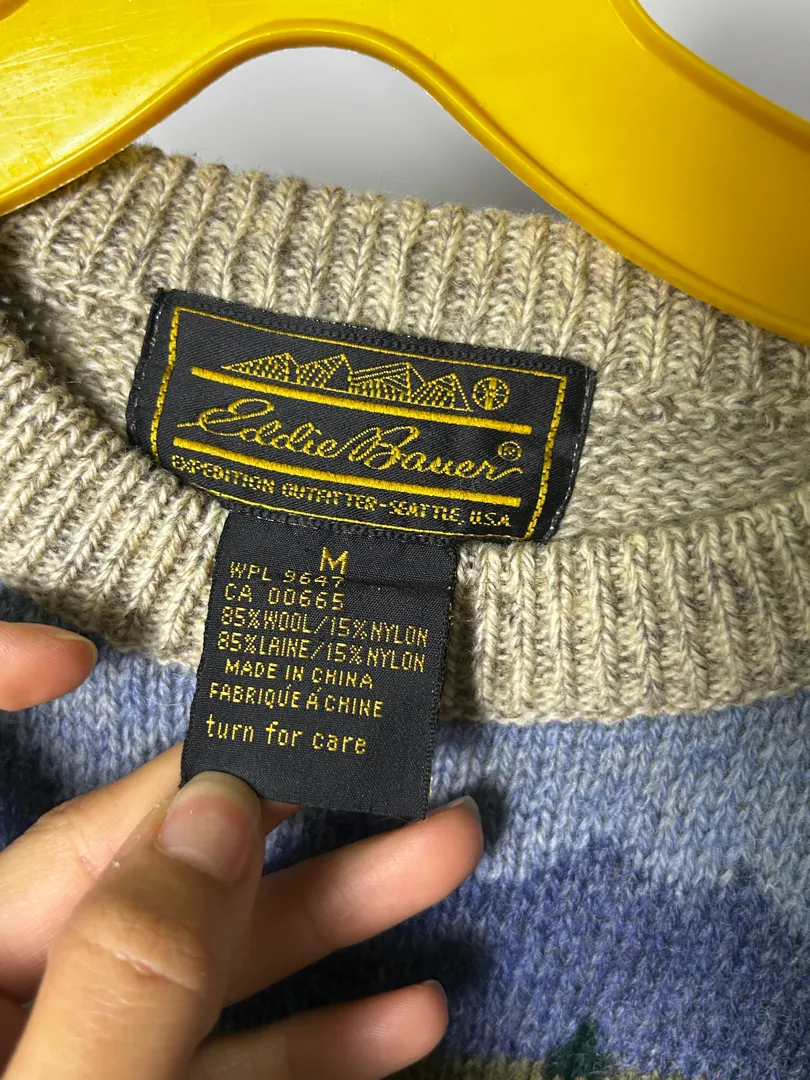 Eddie Bauer®
EXPEDITION OUTFITTER-SEATTLE, U.S.A
M
WPL 9647
CA 00665
85%WOOL/15%NYLON
85%LAINE/15%NYLON
MADE IN CHINA
FABRIQUÉ Á CHINE
turn for care